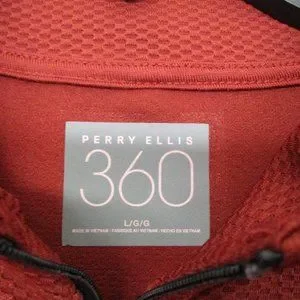 PERRY ELLIS
360
L/G/G
MADE IN VIETNAM / FABRIQUÉ AU VIETNAM / HECHO EN VIETNAM